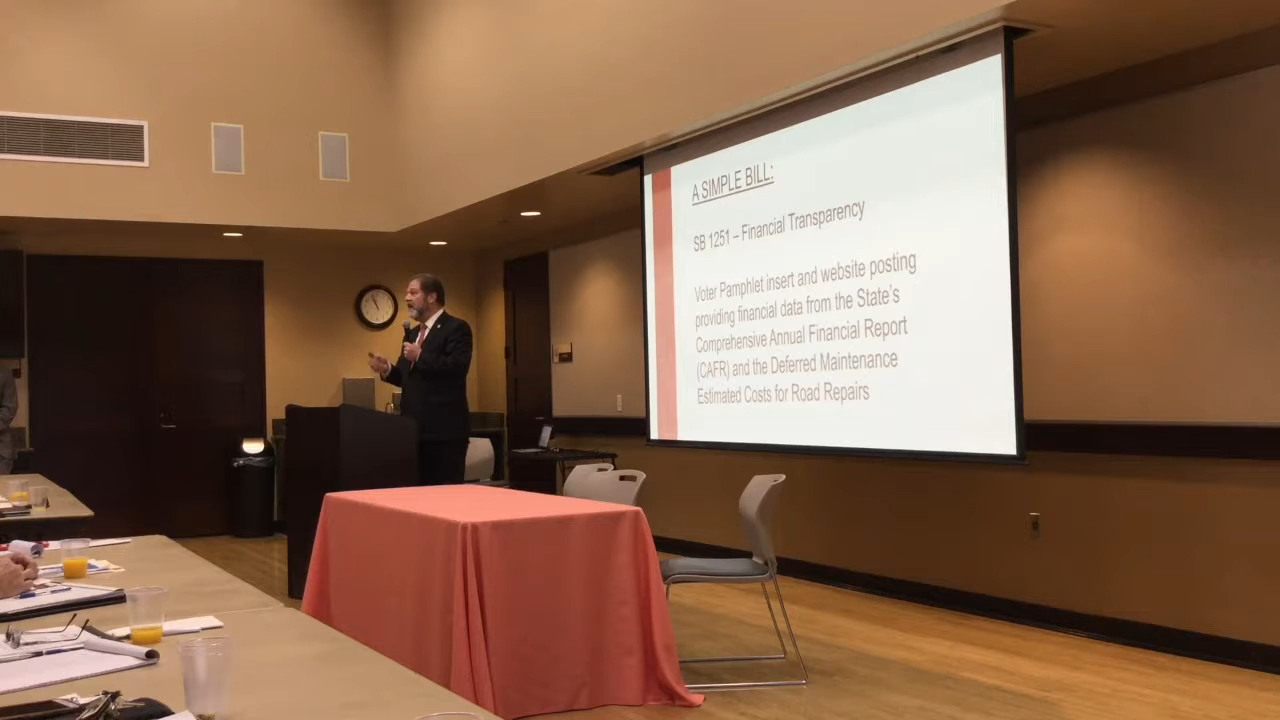 A SIMPLE BILL:
SB 1251 – Financial Transparency
Voter Pamphlet insert and website posting
providing financial data from the State's
Comprehensive Annual Financial Report
(CAFR) and the Deferred Maintenance
Estimated Costs for Road Repairs